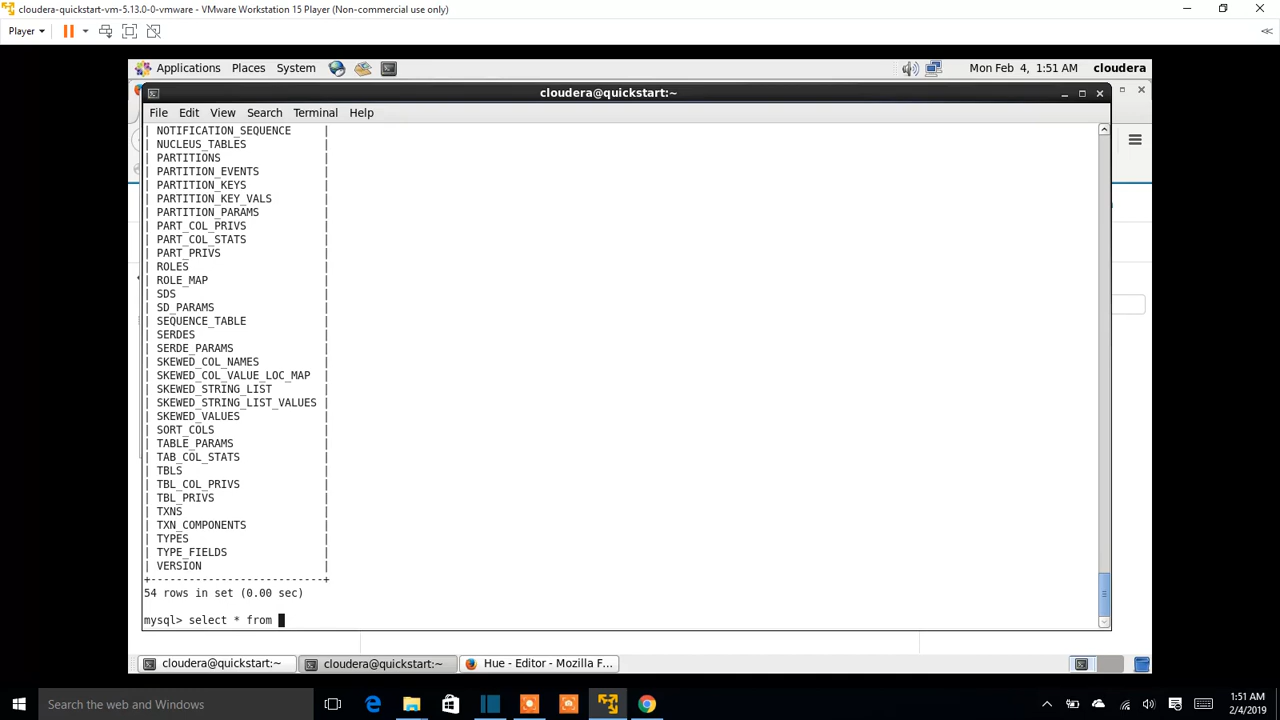 cloudera-quickstart-vm-5.13.0-0-vmware - VMware Workstation 15 Player (Non-commercial use only)
Player
Applications Places System Mon Feb 4, 1:51 AM cloudera
cloudera@quickstart:~
File Edit View Search Terminal Help
| NOTIFICATION_SEQUENCE |
| NUCLEUS_TABLES |
| PARTITIONS |
| PARTITION_EVENTS |
| PARTITION_KEYS |
| PARTITION_KEY_VALS |
| PARTITION_PARAMS |
| PART_COL_PRIVS |
| PART_COL_STATS |
| PART_PRIVS |
| ROLES |
| ROLE_MAP |
| SDS |
| SD_PARAMS |
| SEQUENCE_TABLE |
| SERDES |
| SERDE_PARAMS |
| SKEWED_COL_NAMES |
| SKEWED_COL_VALUE_LOC_MAP |
| SKEWED_STRING_LIST |
| SKEWED_STRING_LIST_VALUES |
| SKEWED_VALUES |
| SORT_COLS |
| TABLE_PARAMS |
| TAB_COL_STATS |
| TBLS |
| TBL_COL_PRIVS |
| TBL_PRIVS |
| TXNS |
| TXN_COMPONENTS |
| TYPES |
| TYPE_FIELDS |
| VERSION |
+---------------------------+
54 rows in set (0.00 sec)
mysql> select * from
cloudera@quickstart:~ cloudera@quickstart:~ Hue - Editor - Mozilla F...
Search the web and Windows
1:51 AM
2/4/2019